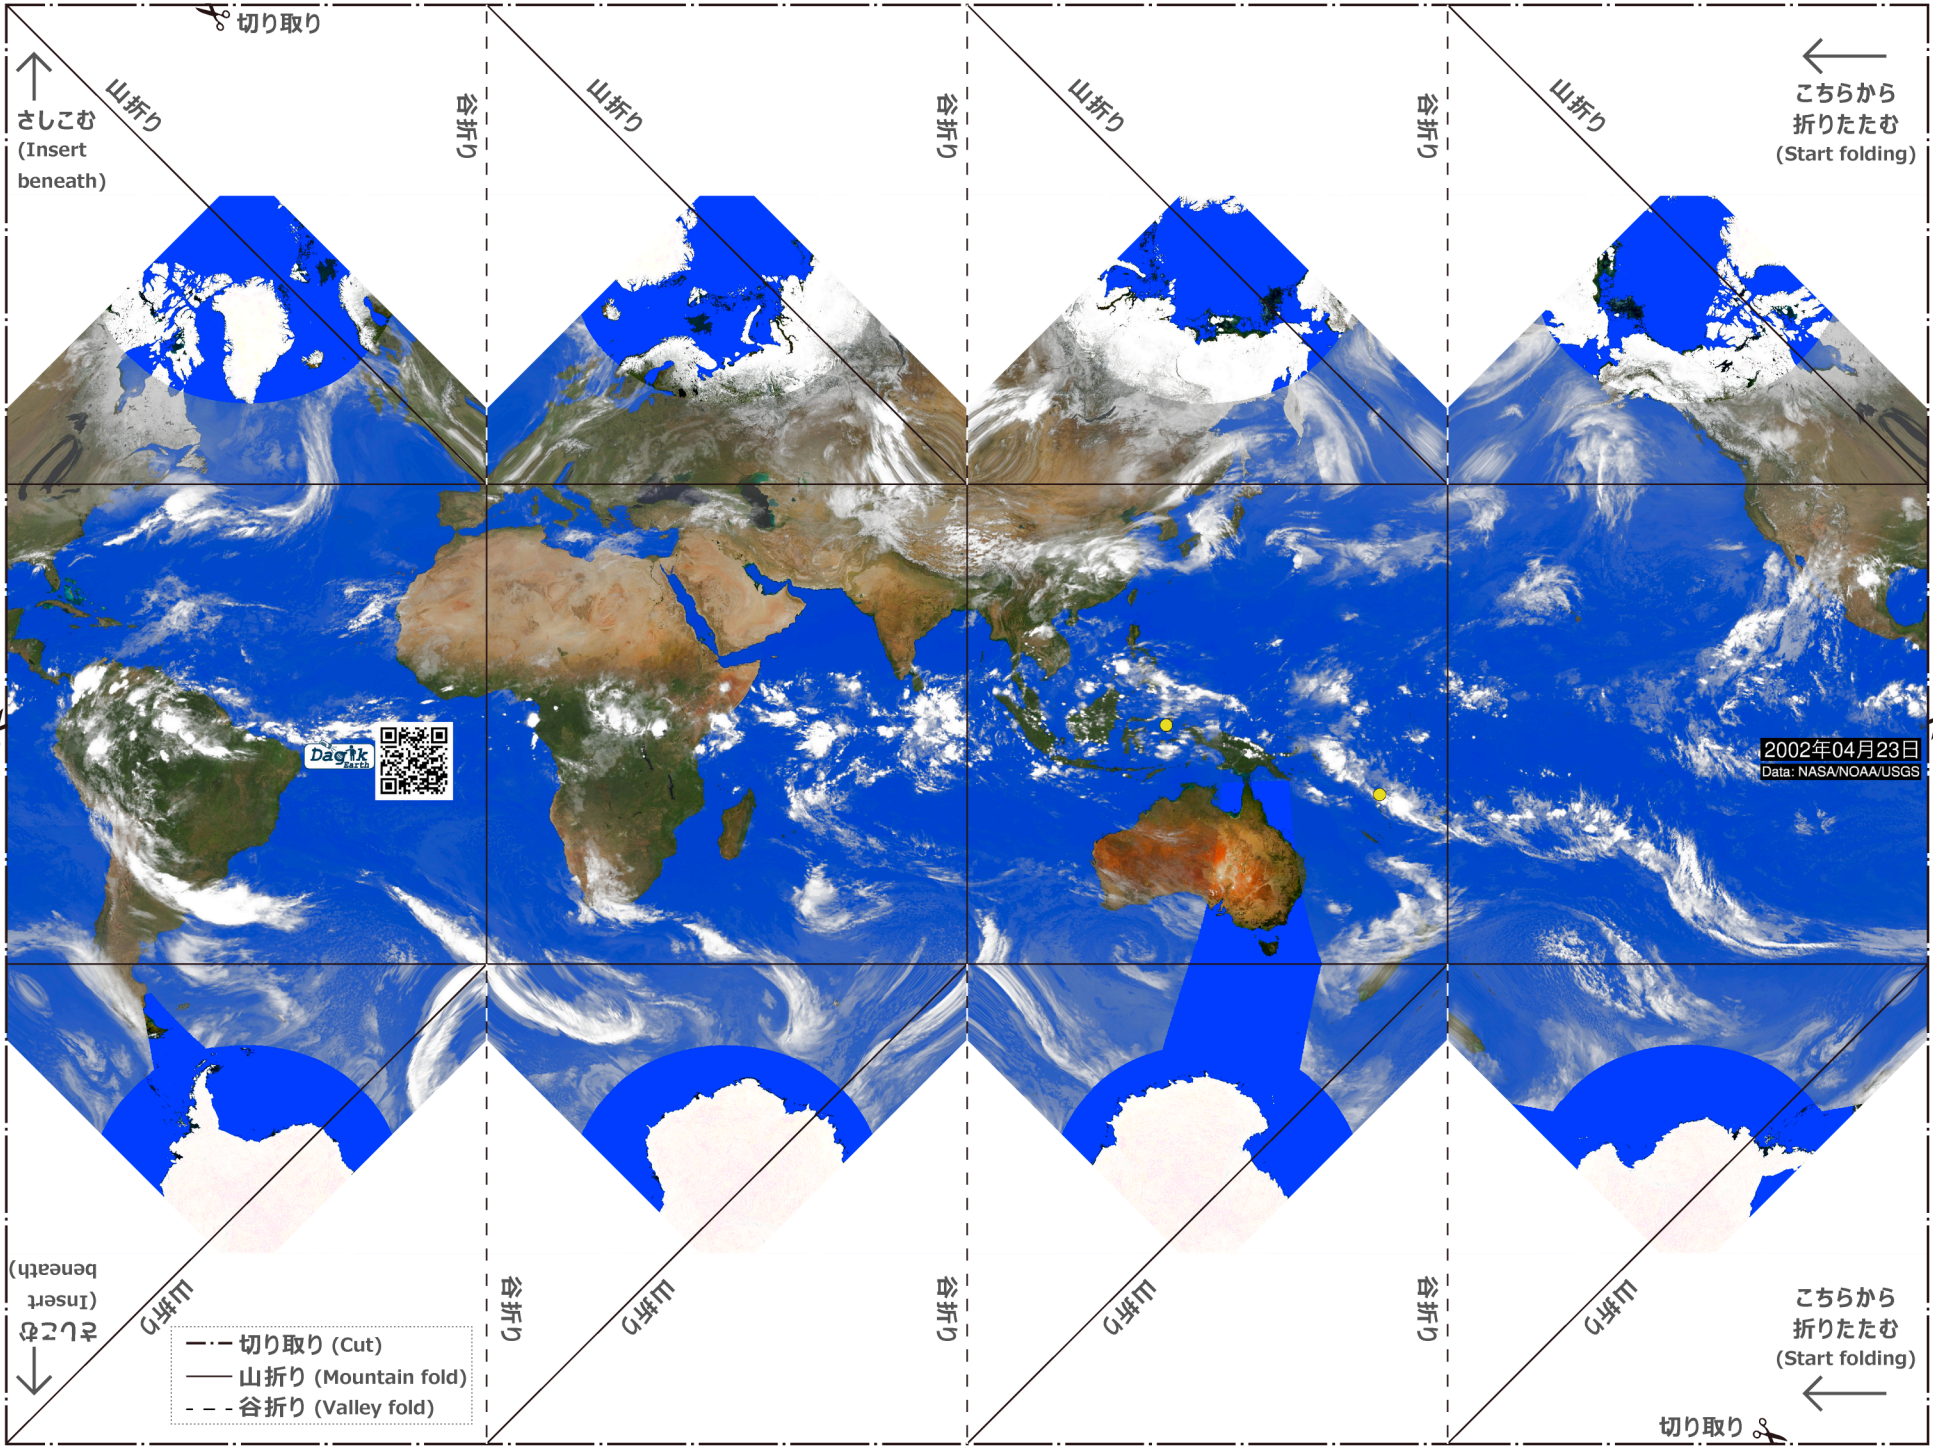 切り取り
山折り
谷折り
山折り
谷折り
山折り
谷折り
山折り
さしこむ
(Insert
beneath)
こちらから
折りたたむ
(Start folding)
Dagik
Earth
2002年04月23日
Data: NASA/NOAA/USGS
さしこむ
(Insert
beneath)
山折り
谷折り
山折り
谷折り
山折り
谷折り
山折り
こちらから
折りたたむ
(Start folding)
切り取り (Cut)
山折り (Mountain fold)
谷折り (Valley fold)
切り取り